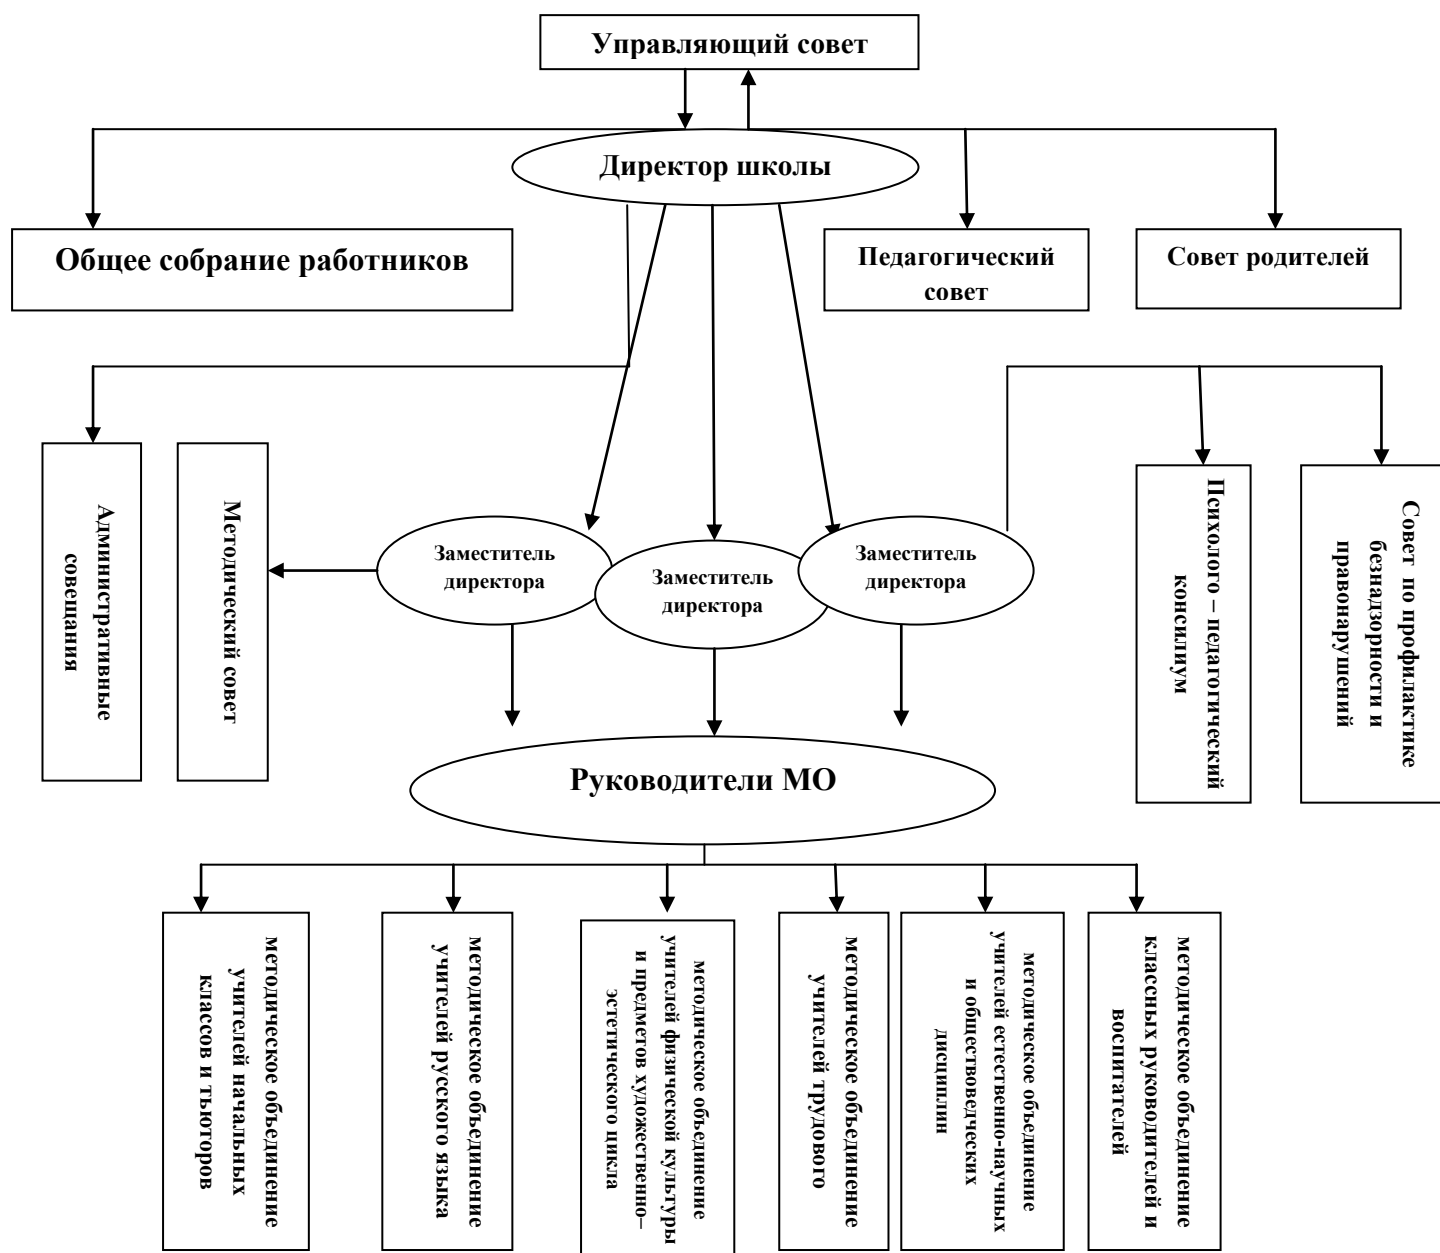 Управляющий совет
Директор школы
Общее собрание работников
Педагогический
совет
Совет родителей
Административные
совещания
Методический совет
Заместитель
директора
Заместитель
директора
Заместитель
директора
Психолого – педагогический
консилиум
Совет по профилактике
безнадзорности и
правонарушений
Руководители МО
методическое объединение
учителей начальных
классов и тьюторов
методическое объединение
учителей русского языка
методическое объединение
учителей физической культуры
и предметов художественно–
эстетического цикла
методическое объединение
учителей трудового
методическое объединение
учителей естественно-научных
и обществоведческих
дисциплин
методическое объединение
классных руководителей и
воспитателей